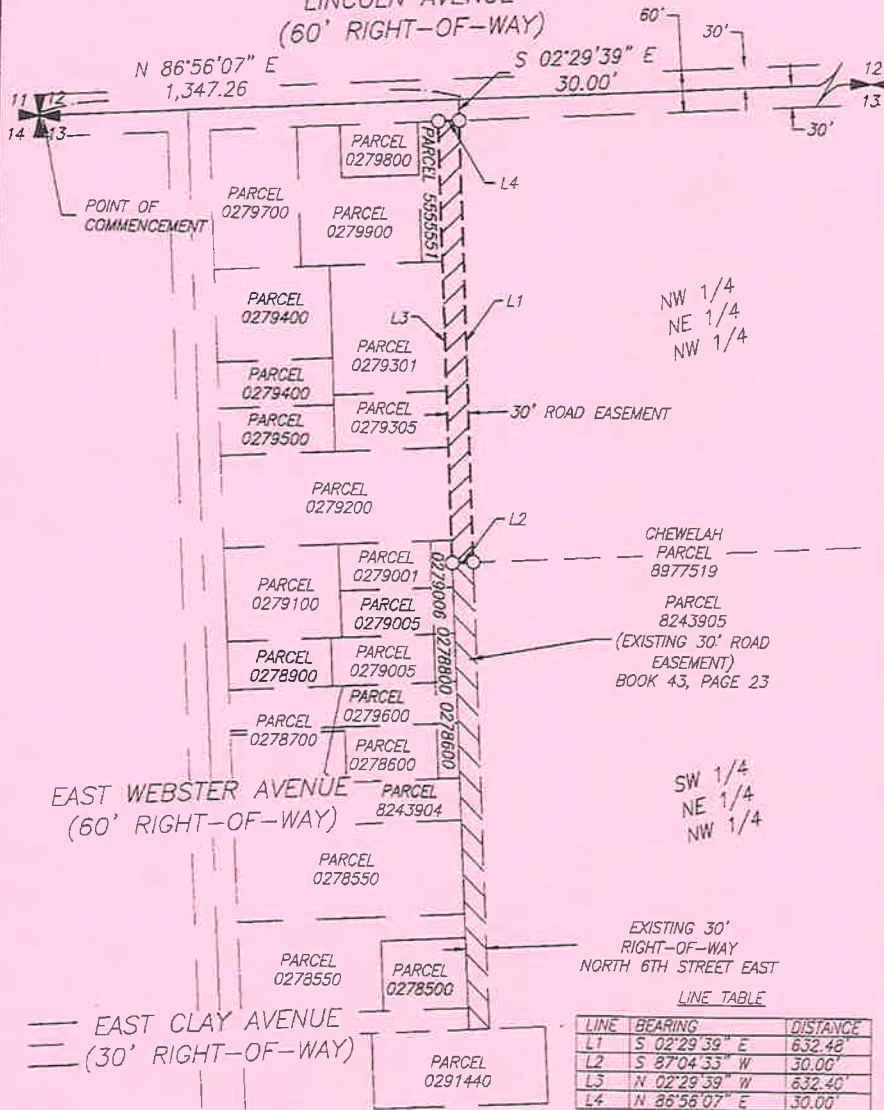 LINCOLN AVENUE
(60' RIGHT-OF-WAY)
60'
30'
N 86°56'07" E
1,347.26
S 02°29'39" E
30.00'
11 12
14 13
12
13
30'
POINT OF
COMMENCEMENT
L4
PARCEL
0279800
PARCEL 5555551
PARCEL
0279700
PARCEL
0279900
PARCEL
0279400
L3
L1
NW 1/4
NE 1/4
NW 1/4
PARCEL
0279301
PARCEL
0279400
PARCEL
0279305
30' ROAD EASEMENT
PARCEL
0279500
PARCEL
0279200
L2
CHEWELAH
PARCEL
8977519
PARCEL
0279001
0279006 0278800 0278600
PARCEL
0279100
PARCEL
0279005
PARCEL
8243905
(EXISTING 30.' ROAD
EASEMENT)
BOOK 43, PAGE 23
PARCEL
0278900
PARCEL
0279005
PARCEL
0279600
PARCEL
0278700
PARCEL
0278600
EAST WEBSTER AVENUE
(60' RIGHT-OF-WAY)
PARCEL
8243904
SW 1/4
NE 1/4
NW 1/4
PARCEL
0278550
EXISTING 30'
RIGHT-OF-WAY
NORTH 6TH STREET EAST
PARCEL
0278550
PARCEL
0278500
EAST CLAY AVENUE
(30' RIGHT-OF-WAY)
PARCEL
0291440
LINE TABLE
LINE BEARING DISTANCE
L1 S 02°29'39" E 632.48'
L2 S 87°04'33" W 30.00'
L3 N 02°29'39" W 632.40'
L4 N 86°56'07" E 30.00'